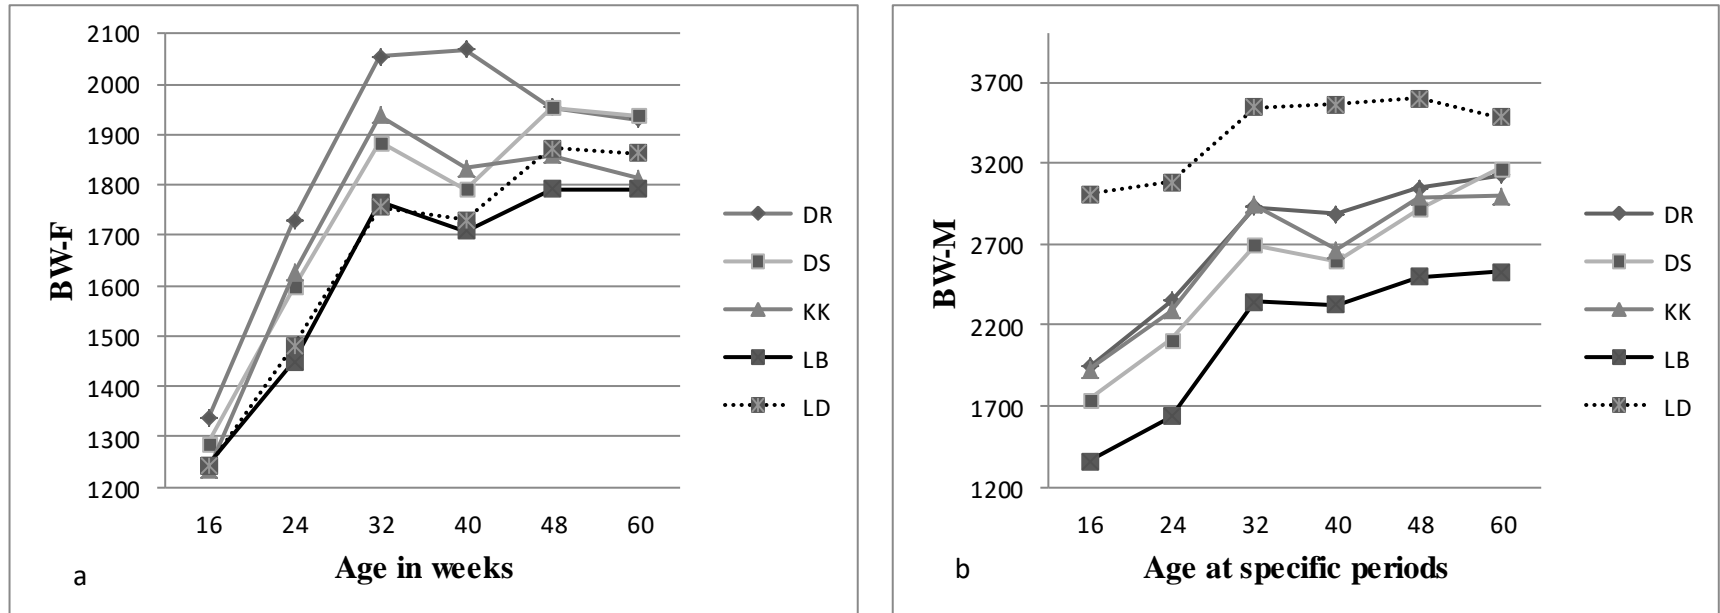 2100
2000
1900
1800
1700
1600
1500
1400
1300
1200
BW-F
16 24 32 40 48 60
Age in weeks
a
DR
DS
KK
LB
LD
3700
3200
2700
2200
1700
1200
BW-M
16 24 32 40 48 60
Age at specific periods
b
DR
DS
KK
LB
LD